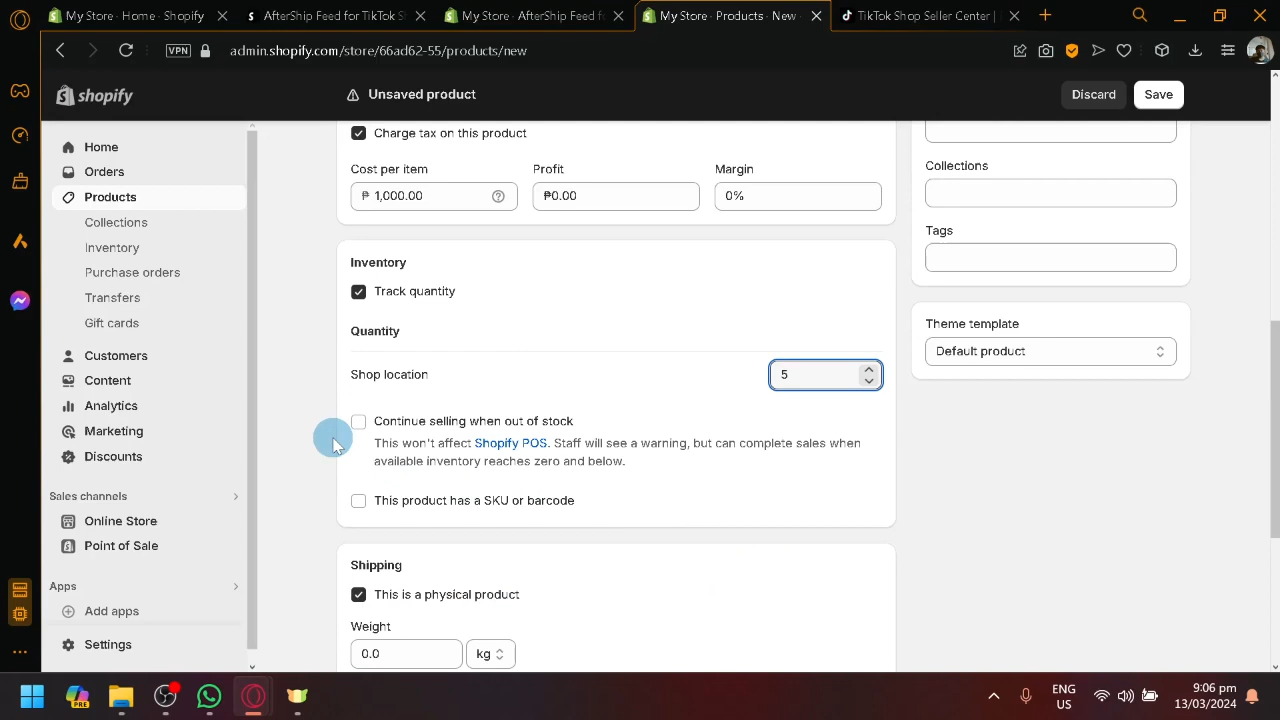 My Store · Home · Shopify
AfterShip Feed for TikTok S
My Store · AfterShip Feed f
My Store · Products · New
TikTok Shop Seller Center |
VPN
admin.shopify.com/store/66ad62-55/products/new
shopify
Unsaved product
Discard
Save
Home
Orders
Products
Collections
Inventory
Purchase orders
Transfers
Gift cards
Customers
Content
Analytics
Marketing
Discounts
Sales channels
Online Store
Point of Sale
Apps
Add apps
Settings
Charge tax on this product
Cost per item
Profit
Margin
₱ 1,000.00
₱0.00
0%
Inventory
Track quantity
Quantity
Shop location
5
Continue selling when out of stock
This won't affect Shopify POS. Staff will see a warning, but can complete sales when
available inventory reaches zero and below.
This product has a SKU or barcode
Shipping
This is a physical product
Weight
0.0
kg
Collections
Tags
Theme template
Default product
PRE
ENG
US
9:06 pm
13/03/2024